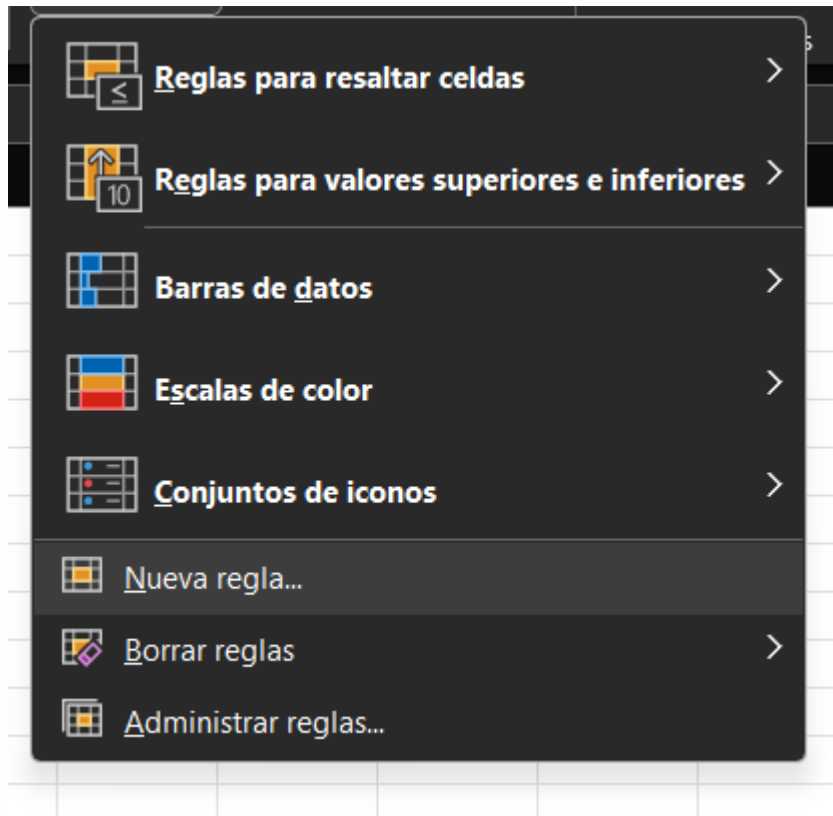 Reglas para resaltar celdas
Reglas para valores superiores e inferiores
10
Barras de datos
Escalas de color
Conjuntos de iconos
Nueva regla...
Borrar reglas
Administrar reglas...